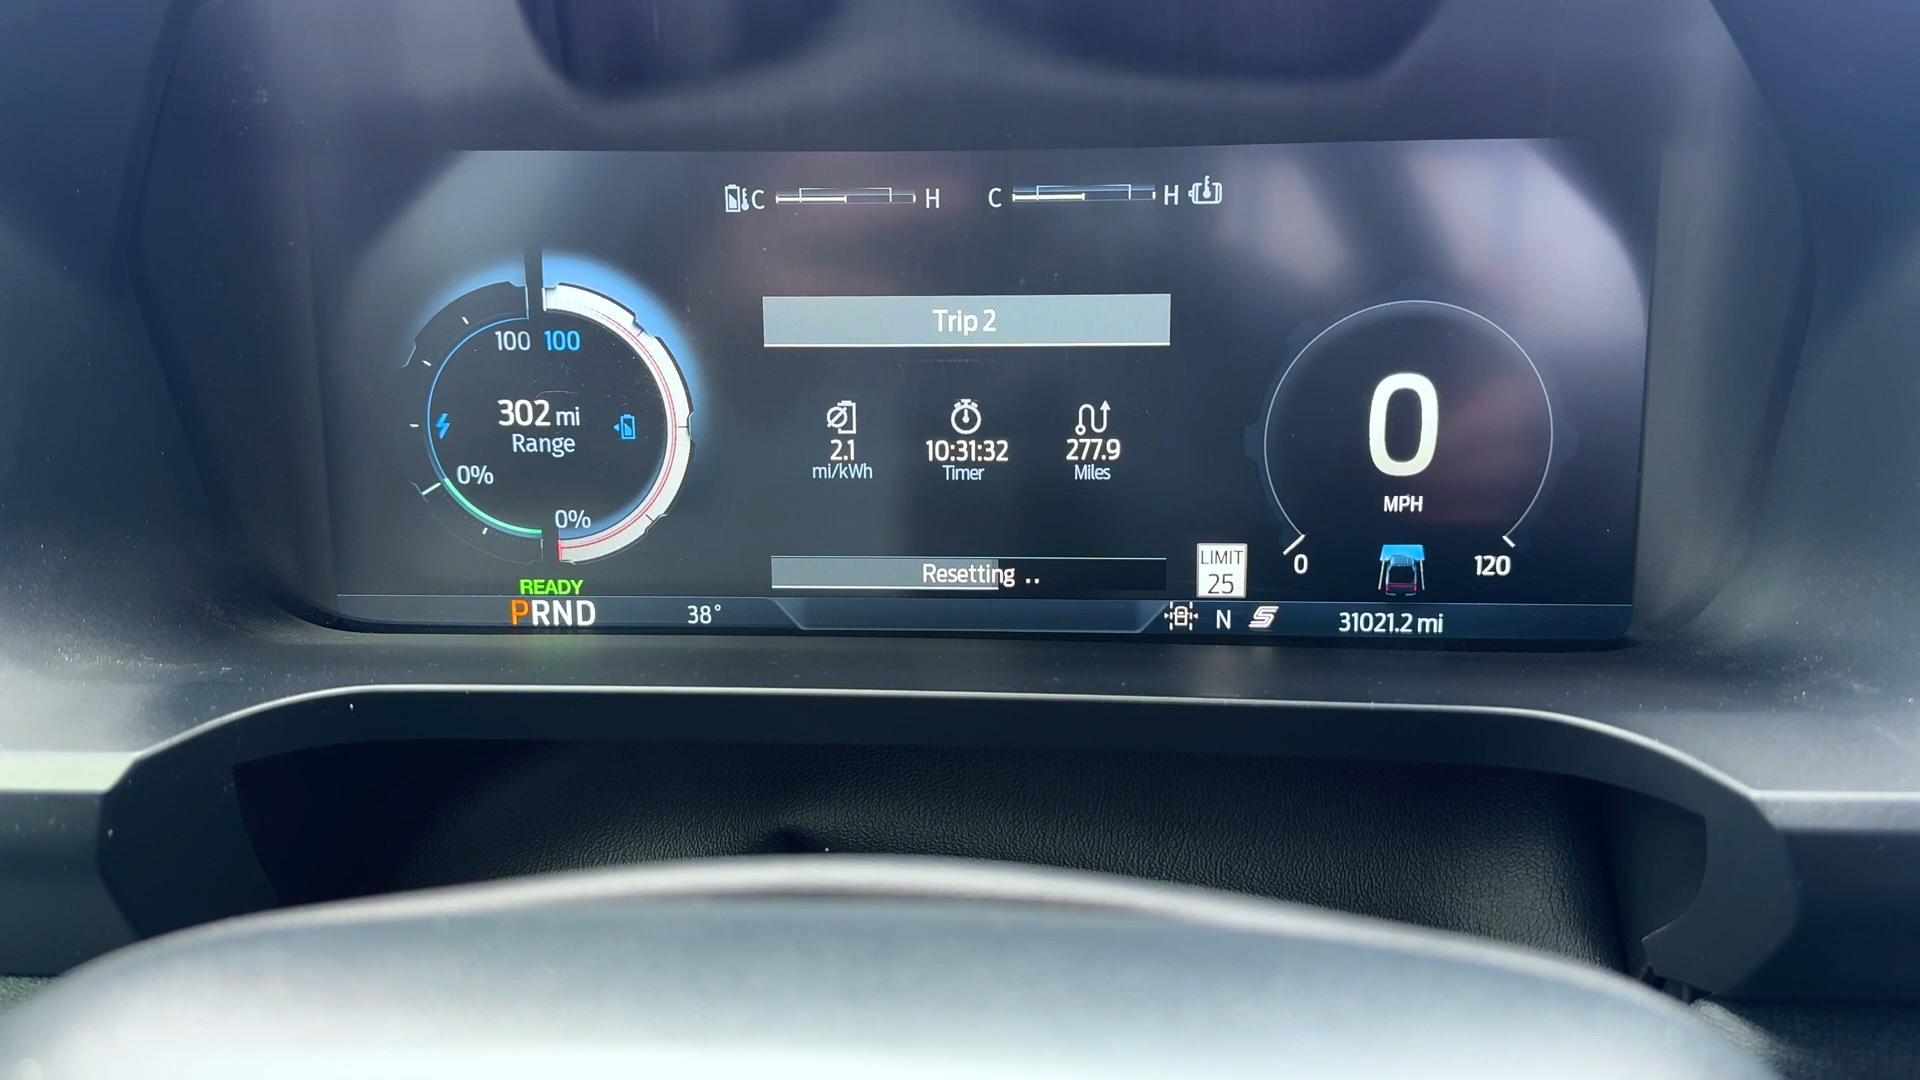 C H C H
Trip 2
100 100
302 mi
Range
0%
0%
2.1
mi/kWh
10:31:32
Timer
277.9
Miles
0
MPH
0 120
Resetting ..
LIMIT
25
READY
PRND
38°
N
31021.2 mi